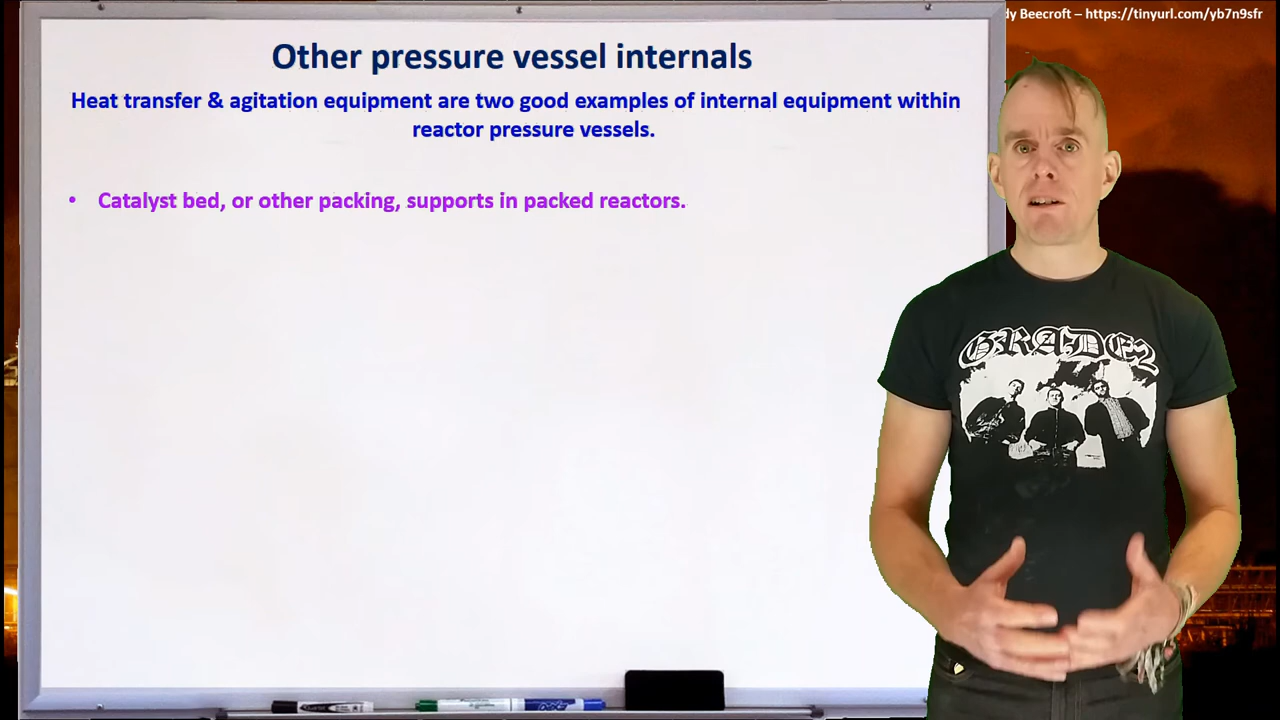 dy Beecroft – https://tinyurl.com/yb7n9sfr
Other pressure vessel internals
Heat transfer & agitation equipment are two good examples of internal equipment within
reactor pressure vessels.
• Catalyst bed, or other packing, supports in packed reactors.
GRADE2